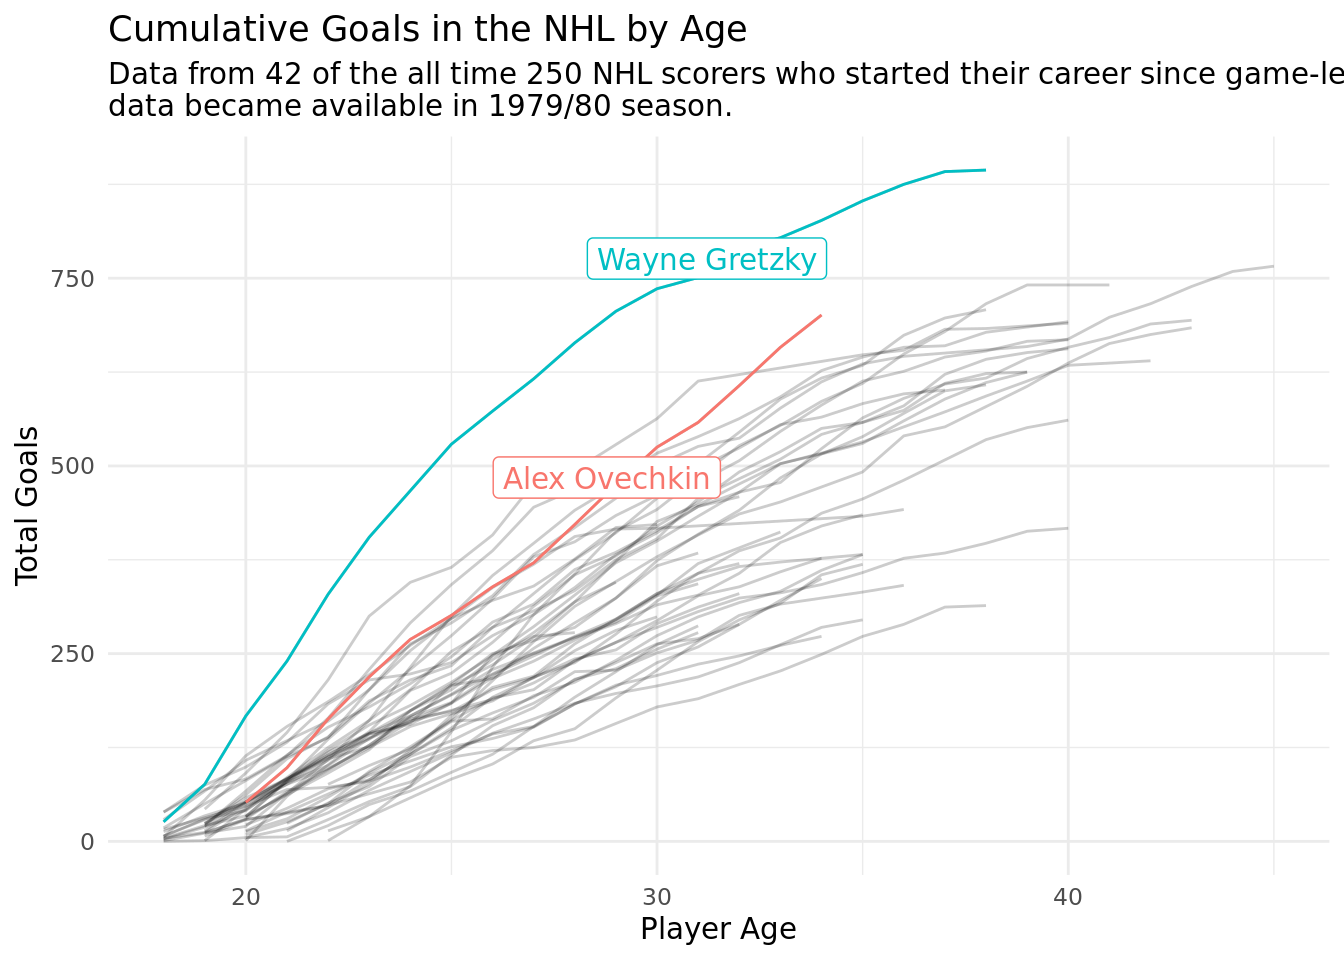 Cumulative Goals in the NHL by Age
Data from 42 of the all time 250 NHL scorers who started their career since game-le
data became available in 1979/80 season.
Wayne Gretzky
Alex Ovechkin
Total Goals
750
500
250
0
20
30
40
Player Age